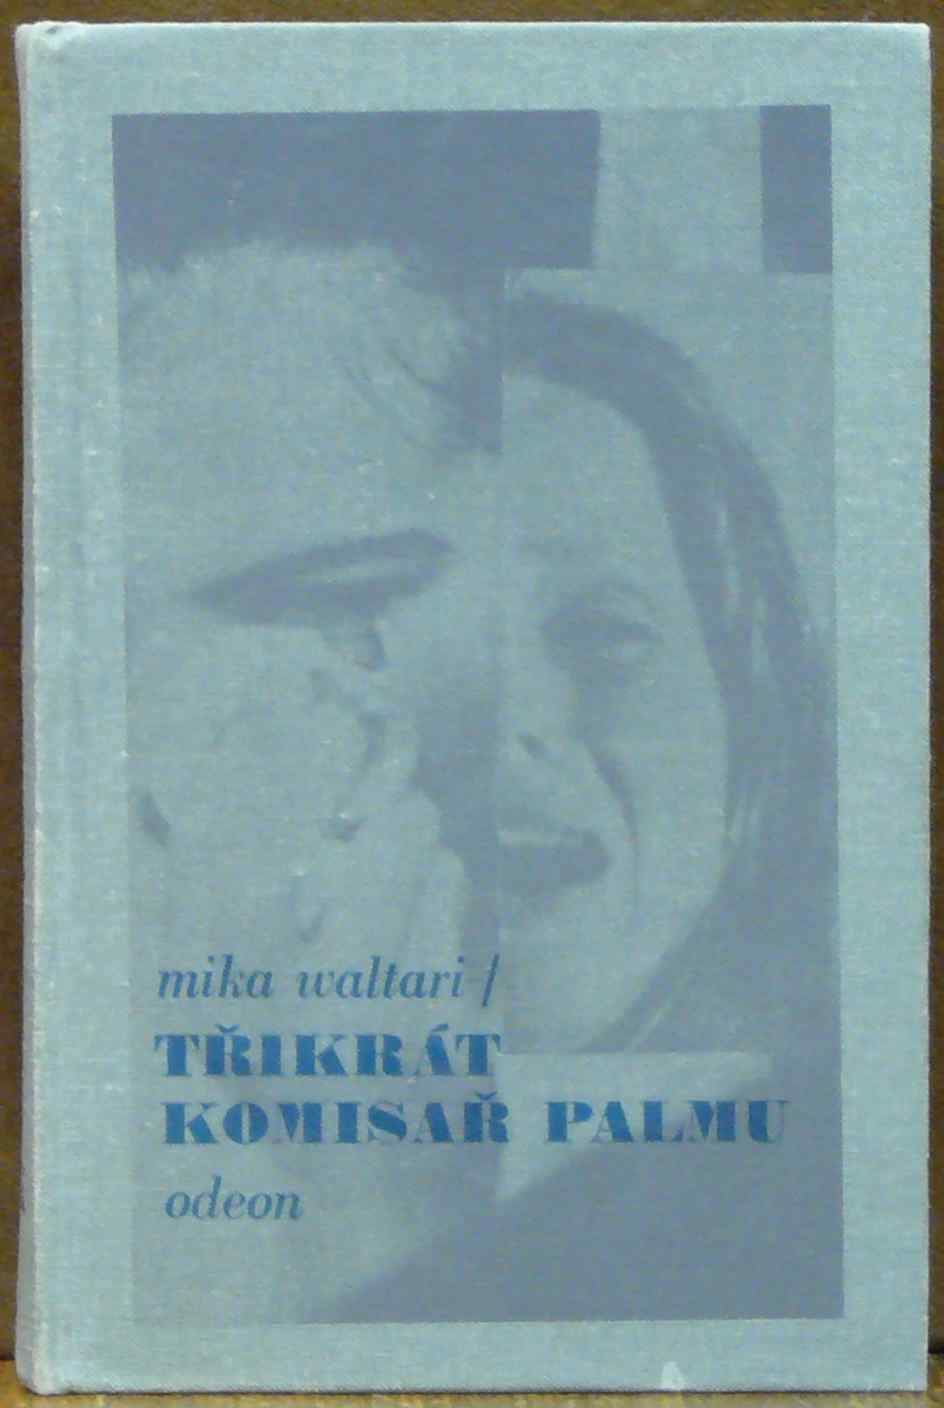 mika waltari /
TŘIKRÁT
KOMISAŘ PALMU
odeon